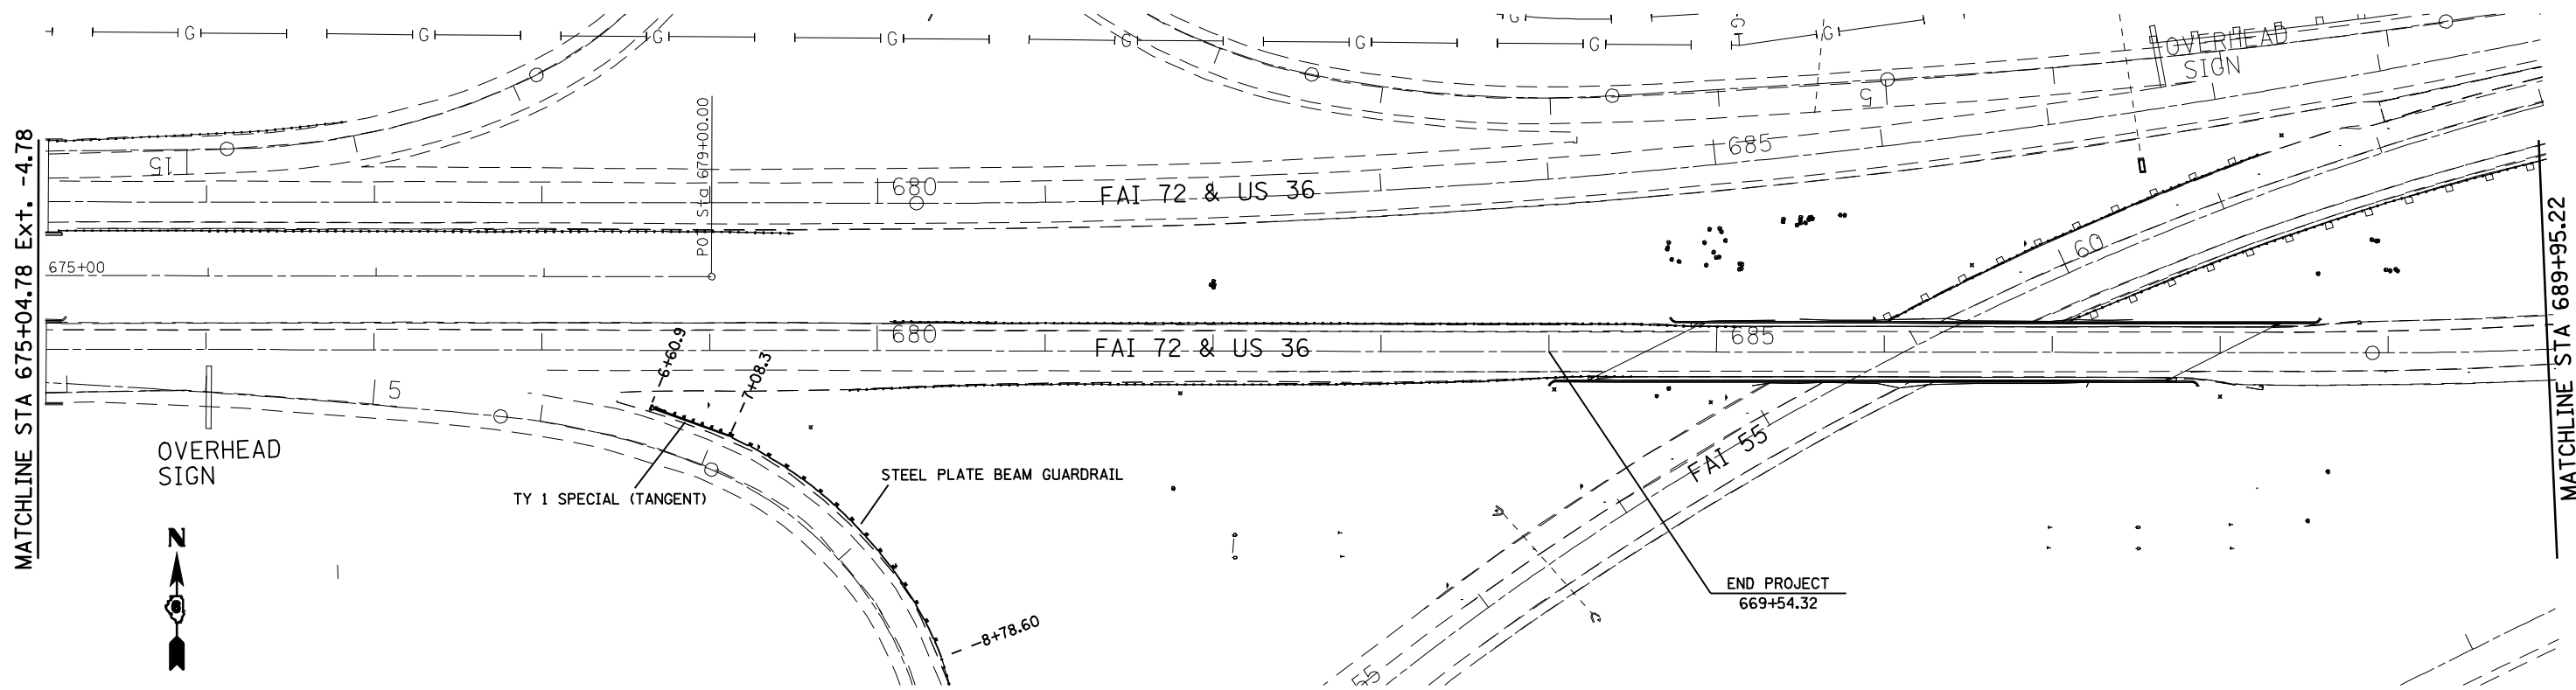 G G G G G G G G G
OVERHEAD
SIGN
MATCHLINE STA 675+04.78 Ext. -4.78
15
POT Sta 679+00.00
680
FAI 72 & US 36
685
5
675+00
60
MATCHLINE STA 689+95.22
680
FAI 72 & US 36
685
5
6+60.9
7+08.3
OVERHEAD
SIGN
TY 1 SPECIAL (TANGENT)
STEEL PLATE BEAM GUARDRAIL
FAI 55
N
END PROJECT
669+54.32
8+78.60
55